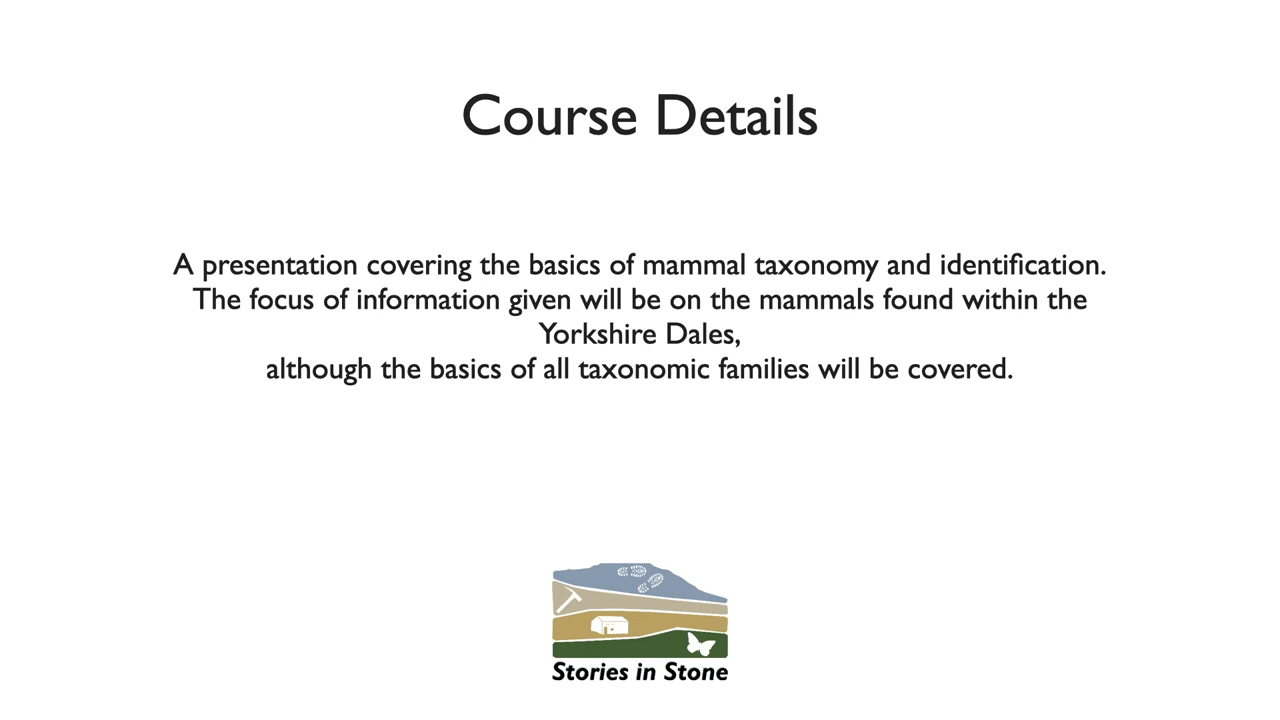 Course Details
A presentation covering the basics of mammal taxonomy and identification.
The focus of information given will be on the mammals found within the
Yorkshire Dales,
although the basics of all taxonomic families will be covered.
Stories in Stone